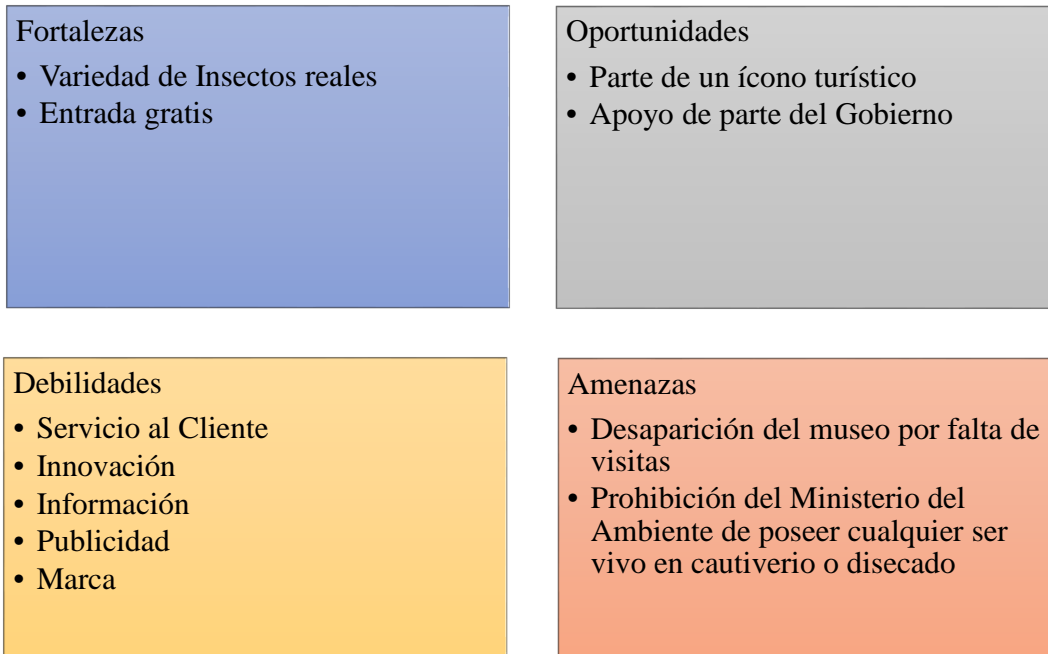 Fortalezas
• Variedad de Insectos reales
• Entrada gratis
Oportunidades
• Parte de un ícono turístico
• Apoyo de parte del Gobierno
Debilidades
• Servicio al Cliente
• Innovación
• Información
• Publicidad
• Marca
Amenazas
• Desaparición del museo por falta de
visitas
• Prohibición del Ministerio del
Ambiente de poseer cualquier ser
vivo en cautiverio o disecado